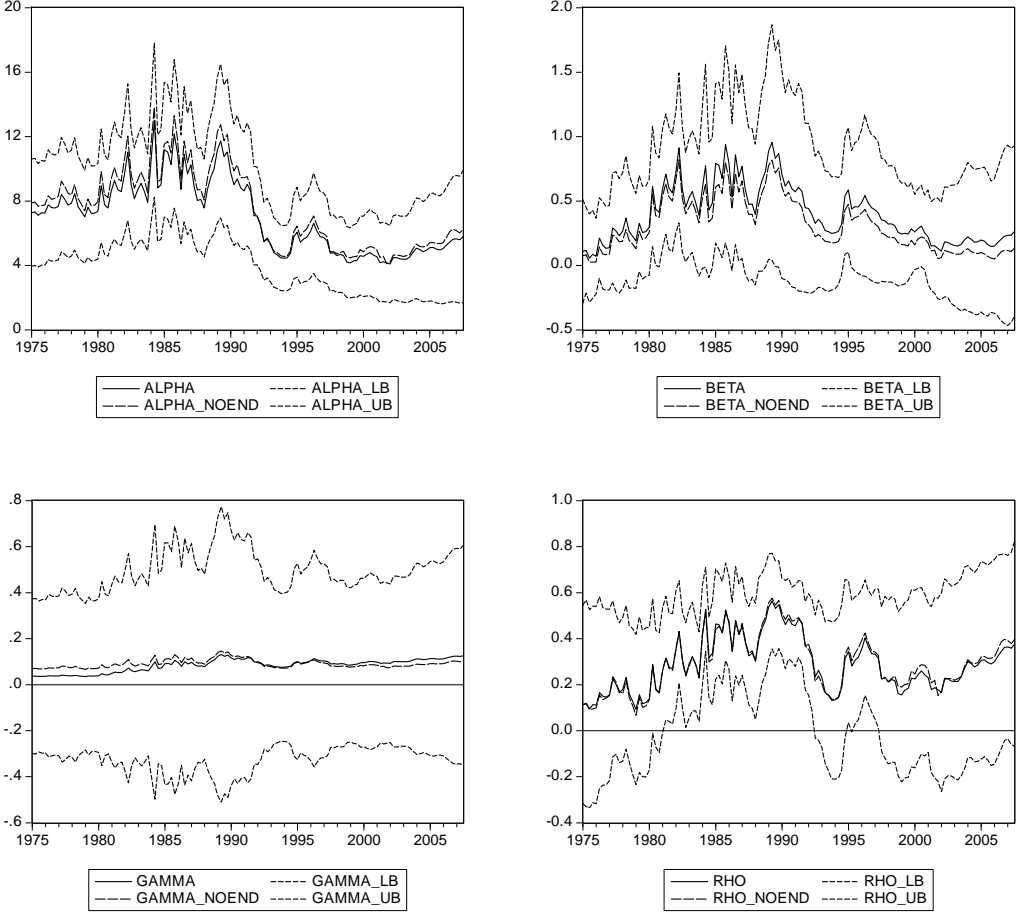 20
16
12
8
4
0
1975 1980 1985 1990 1995 2000 2005
ALPHA ALPHA_LB
ALPHA_NOEND ALPHA_UB
2.0
1.5
1.0
0.5
0.0
-0.5
1975 1980 1985 1990 1995 2000 2005
BETA BETA_LB
BETA_NOEND BETA_UB
.8
.6
.4
.2
.0
-.2
-.4
-.6
1975 1980 1985 1990 1995 2000 2005
GAMMA GAMMA_LB
GAMMA_NOEND GAMMA_UB
1.0
0.8
0.6
0.4
0.2
0.0
-0.2
-0.4
1975 1980 1985 1990 1995 2000 2005
RHO RHO_LB
RHO_NOEND RHO_UB